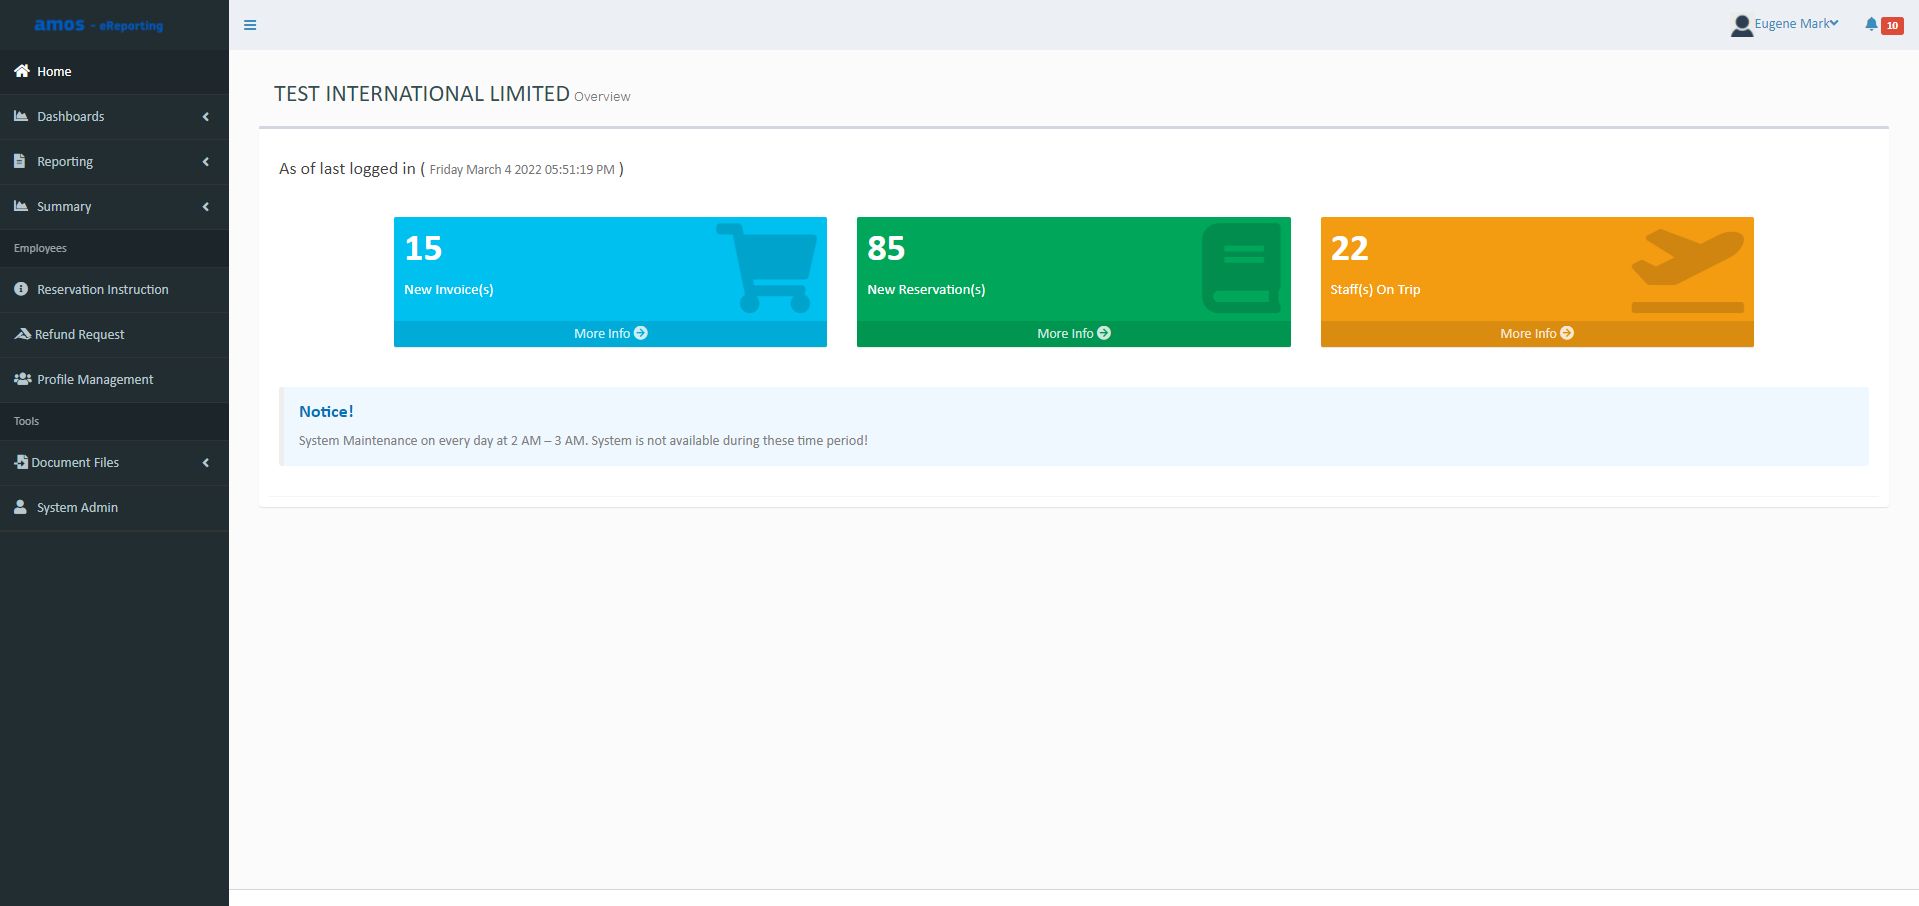 amos - eReporting
Eugene Mark
10
Home
Dashboards
Reporting
Summary
Employees
Reservation Instruction
Refund Request
Profile Management
Tools
Document Files
System Admin
TEST INTERNATIONAL LIMITED Overview
As of last logged in ( Friday March 4 2022 05:51:19 PM )
15
New Invoice(s)
More Info
85
New Reservation(s)
More Info
22
Staff(s) On Trip
More Info
Notice!
System Maintenance on every day at 2 AM – 3 AM. System is not available during these time period!